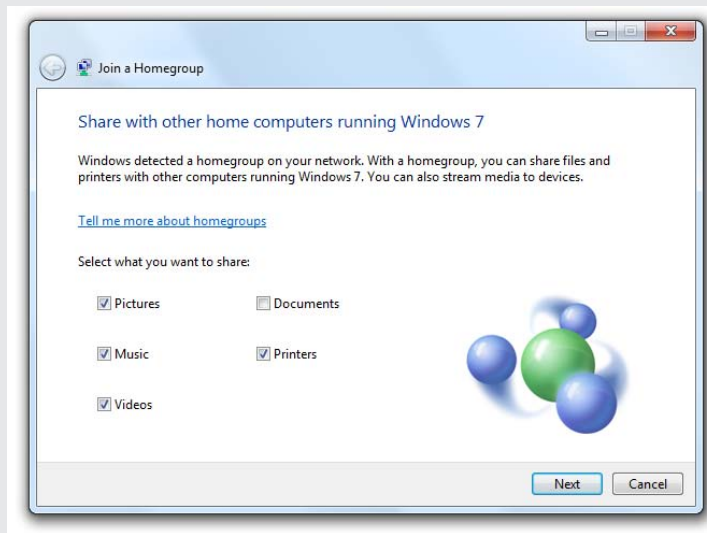 Join a Homegroup
Share with other home computers running Windows 7
Windows detected a homegroup on your network. With a homegroup, you can share files and
printers with other computers running Windows 7. You can also stream media to devices.
Tell me more about homegroups
Select what you want to share:
Pictures Documents
Music Printers
Videos
Next Cancel